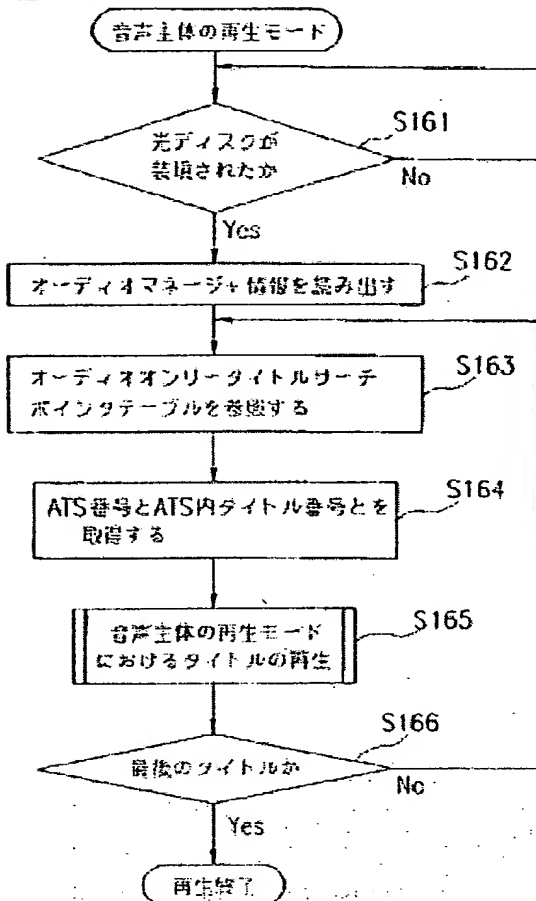 音声主体の再生モード
光ディスクが
装填されたか
S161
No
Yes
オーディオマネージャ情報を読み出す
S162
オーディオオンリータイトルサーチ
ポインタテーブルを参照する
S163
ATS番号とATS内タイトル番号とを
取得する
S164
音声主体の再生モード
におけるタイトルの再生
S165
最後のタイトルか
S166
No
Yes
再生終了